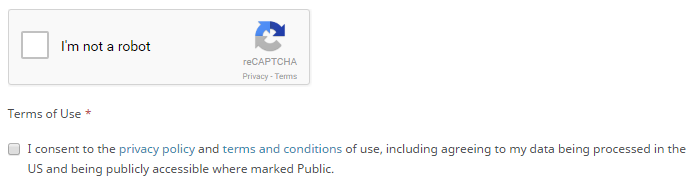 I'm not a robot
reCAPTCHA
Privacy - Terms
Terms of Use *
I consent to the privacy policy and terms and conditions of use, including agreeing to my data being processed in the
US and being publicly accessible where marked Public.